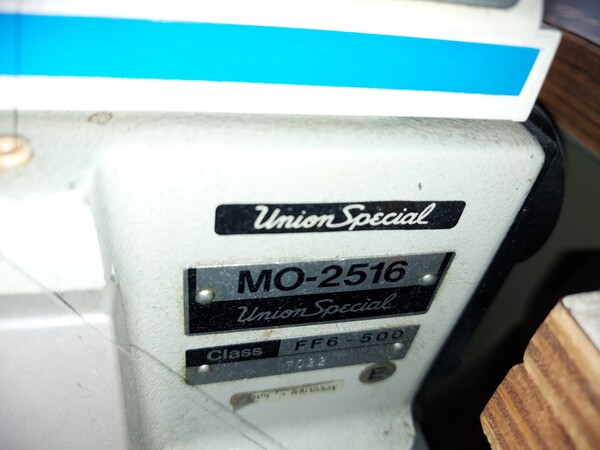 Union Special
MO-2516
Union Special
Class FF6-500
E